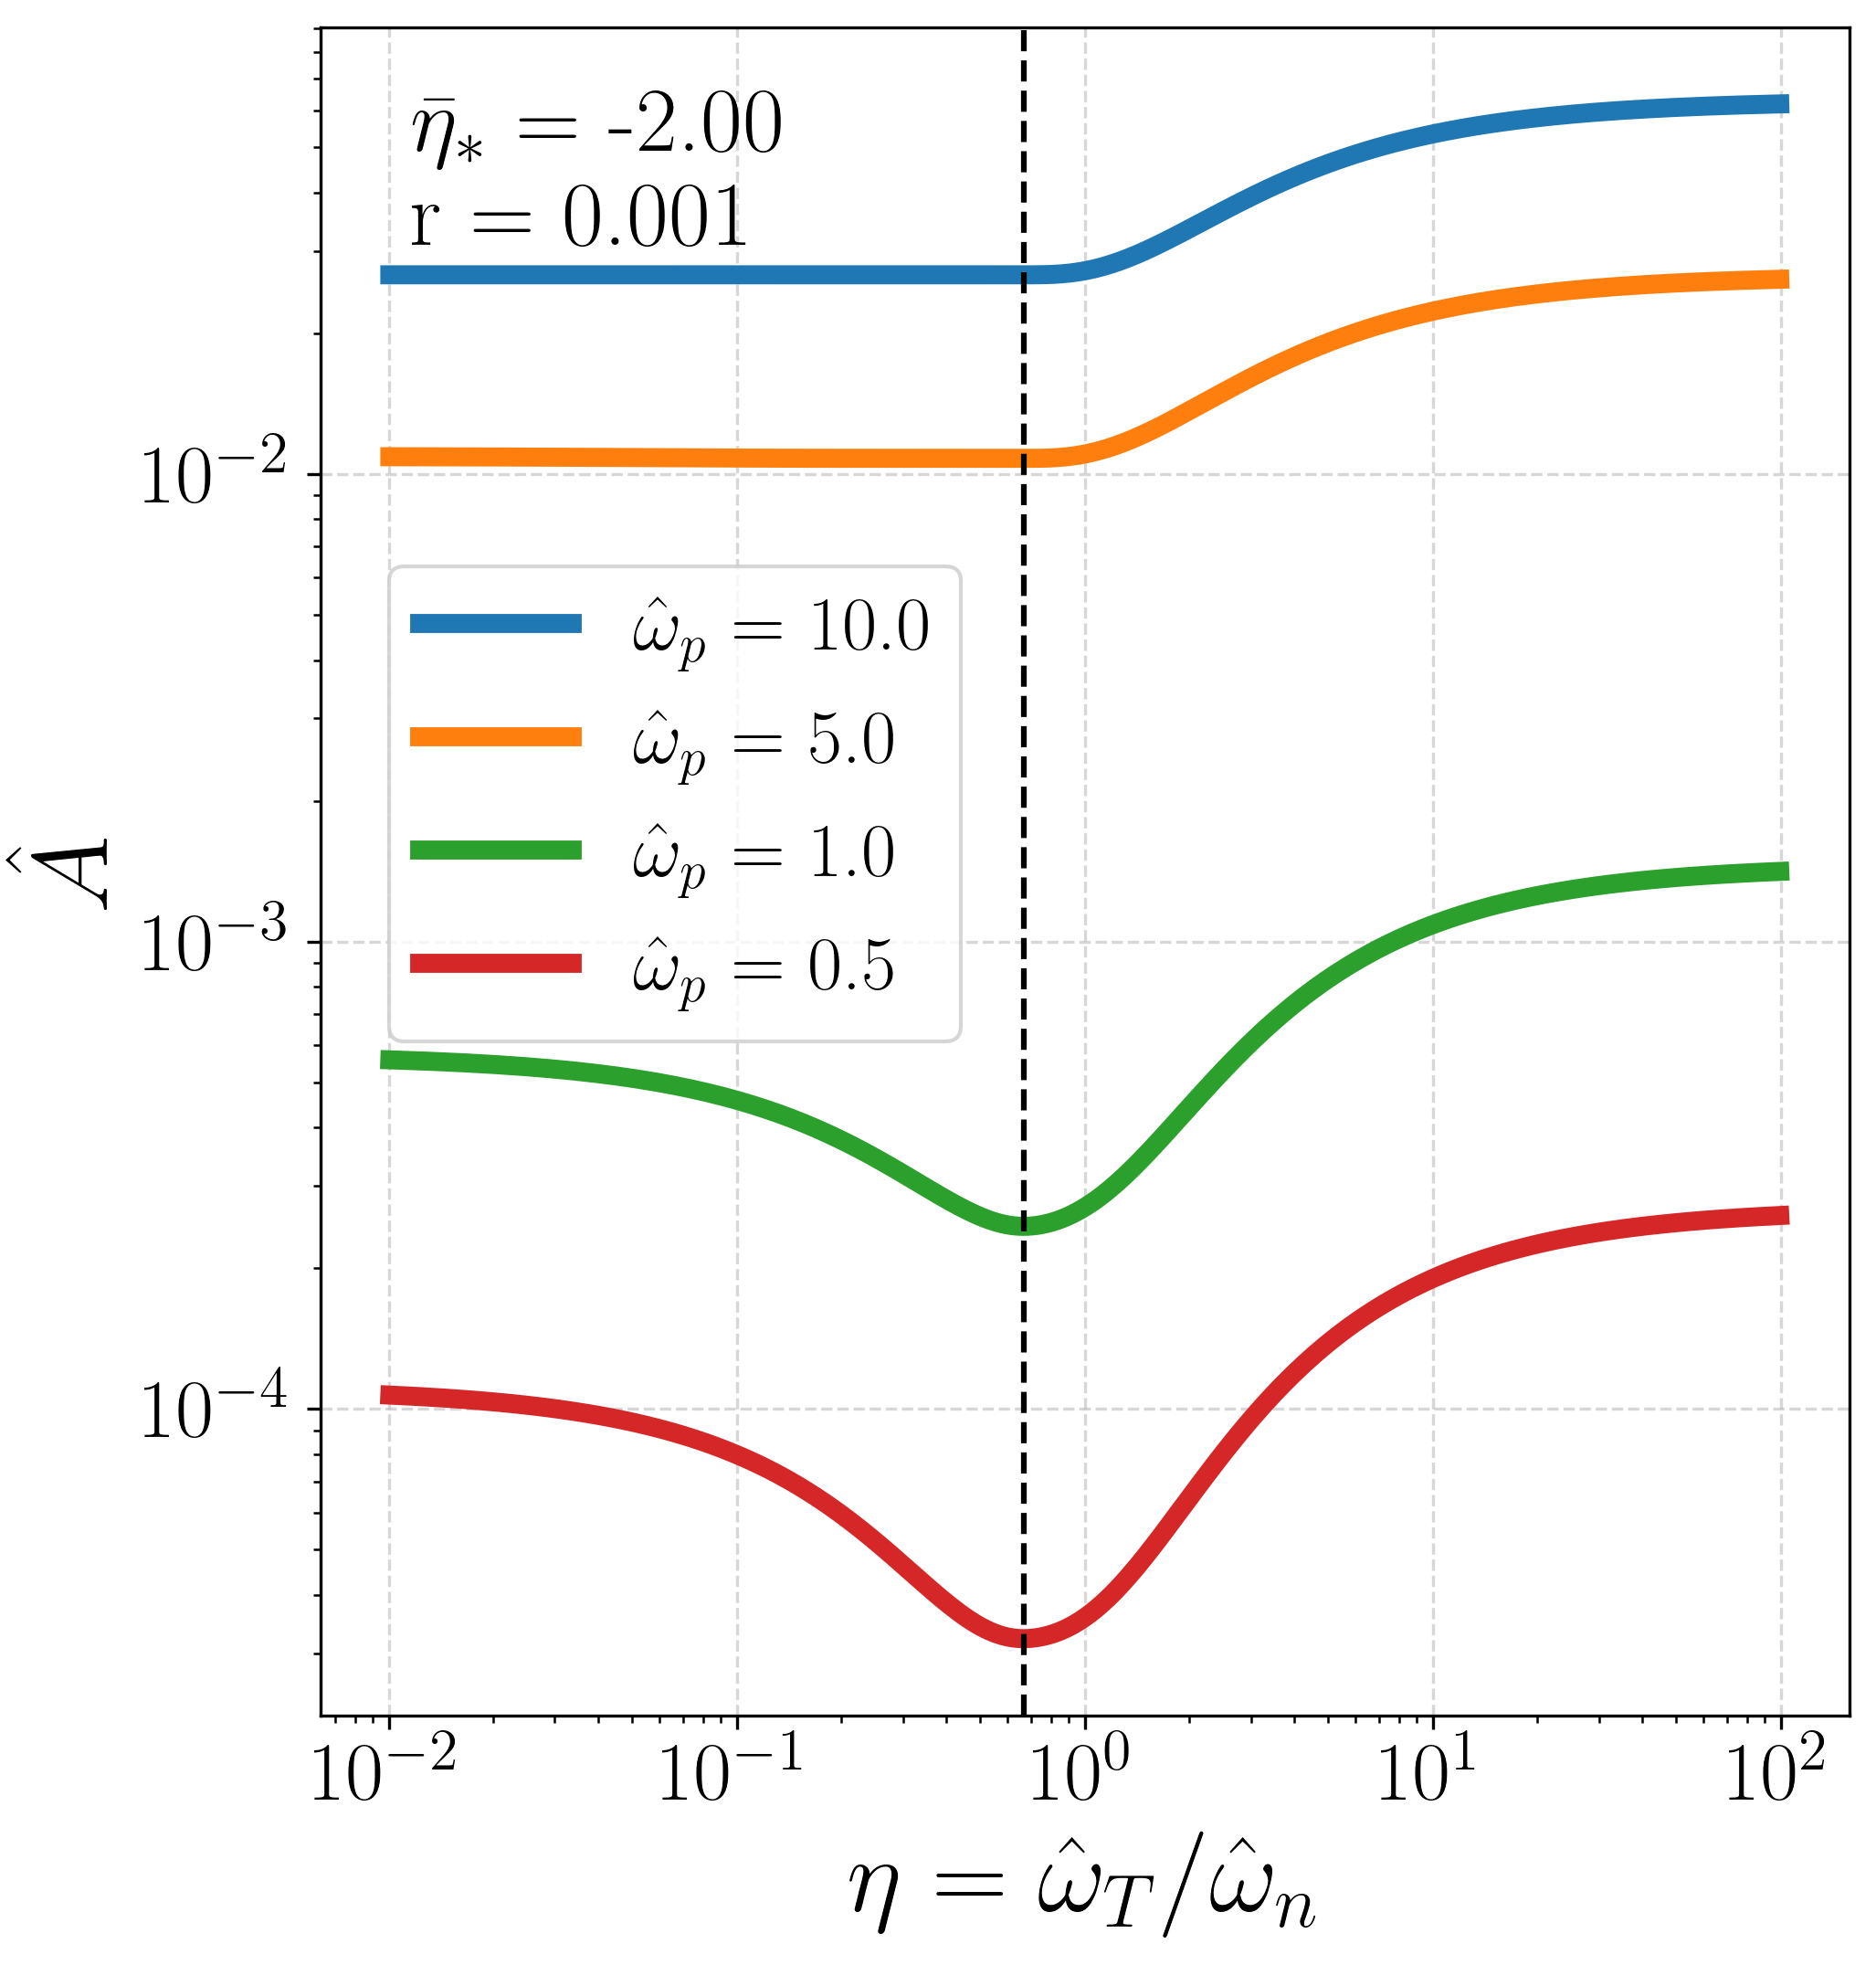 η̄∗ = -2.00
r = 0.001
10⁻²
ω̂ₚ = 10.0
ω̂ₚ = 5.0
ω̂ₚ = 1.0
ω̂ₚ = 0.5
Â
10⁻³
10⁻⁴
10⁻² 10⁻¹ 10⁰ 10¹ 10²
η = ω̂_T/ω̂ₙ